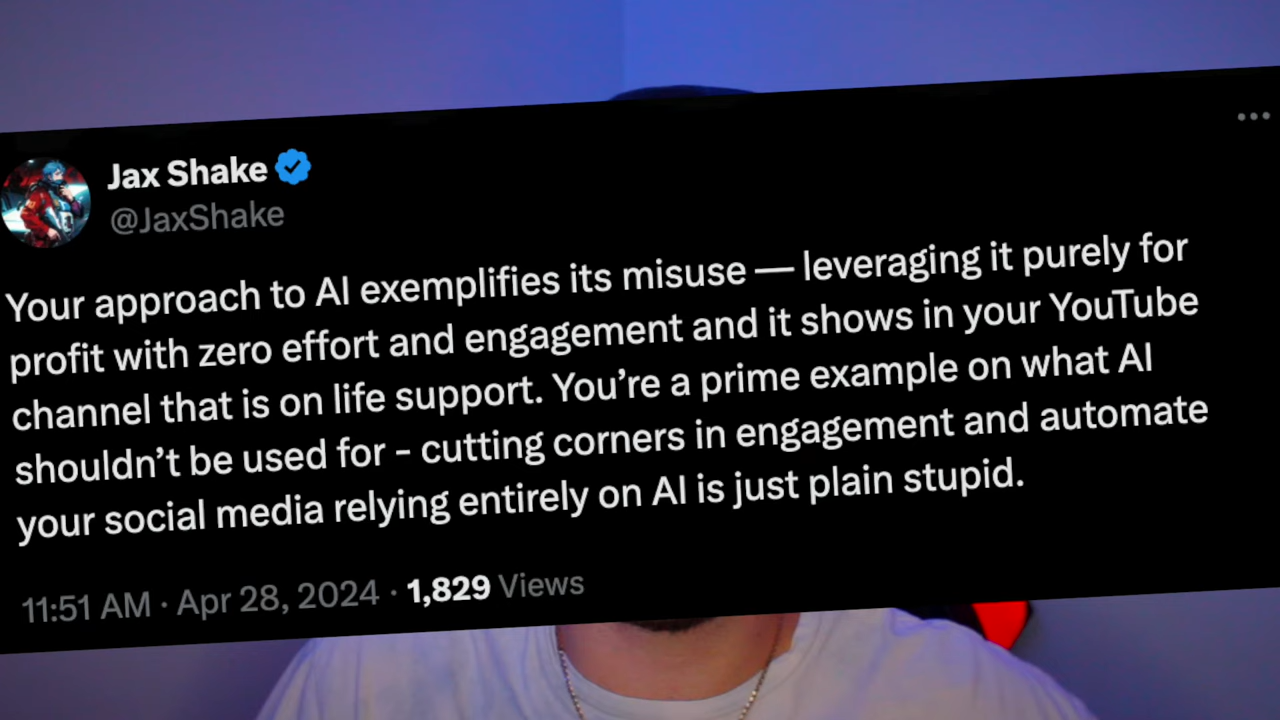 Jax Shake
@JaxShake
Your approach to AI exemplifies its misuse — leveraging it purely for
profit with zero effort and engagement and it shows in your YouTube
channel that is on life support. You’re a prime example on what AI
shouldn’t be used for - cutting corners in engagement and automate
your social media relying entirely on AI is just plain stupid.
11:51 AM · Apr 28, 2024 · 1,829 Views